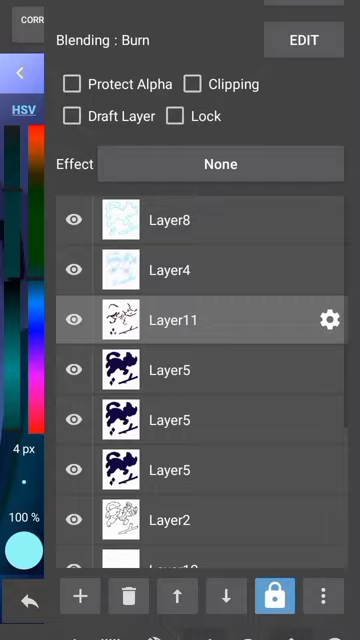 CORR
Blending : Burn
EDIT
Protect Alpha
Clipping
HSV
Draft Layer
Lock
Effect
None
Layer8
Layer4
Layer11
Layer5
Layer5
4 px
Layer5
100 %
Layer2